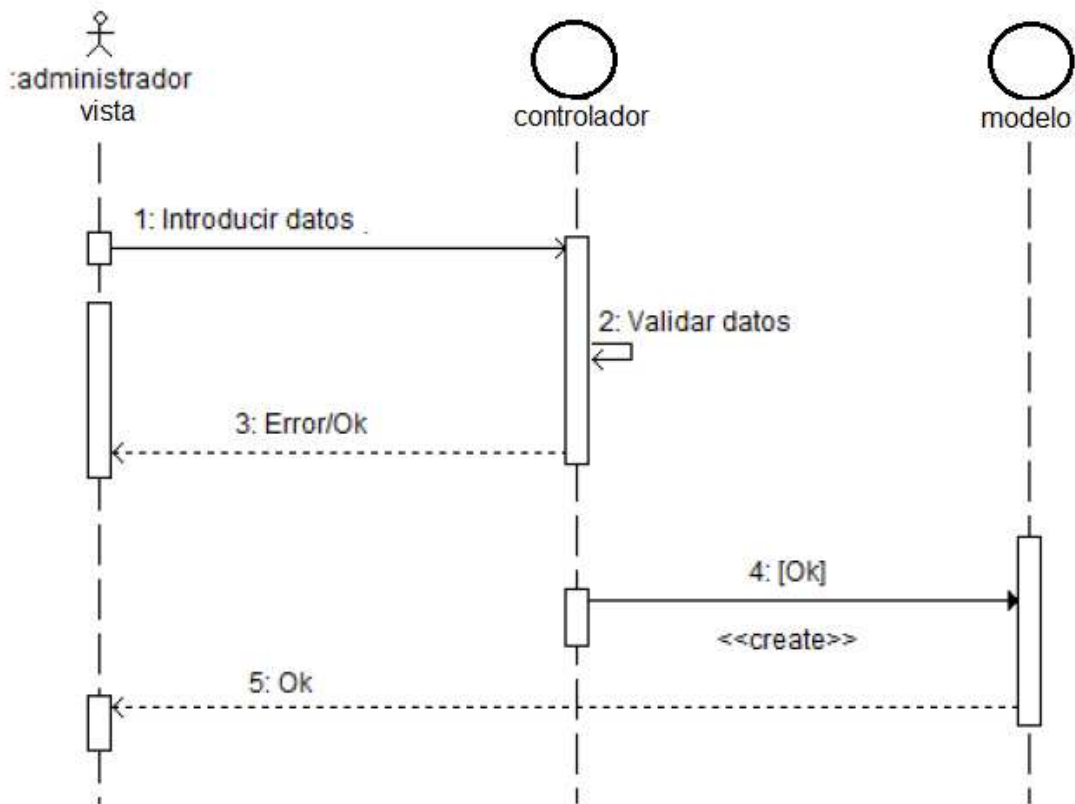 :administrador
vista
controlador
modelo
1: Introducir datos
2: Validar datos
3: Error/Ok
4: [Ok]
<<create>>
5: Ok